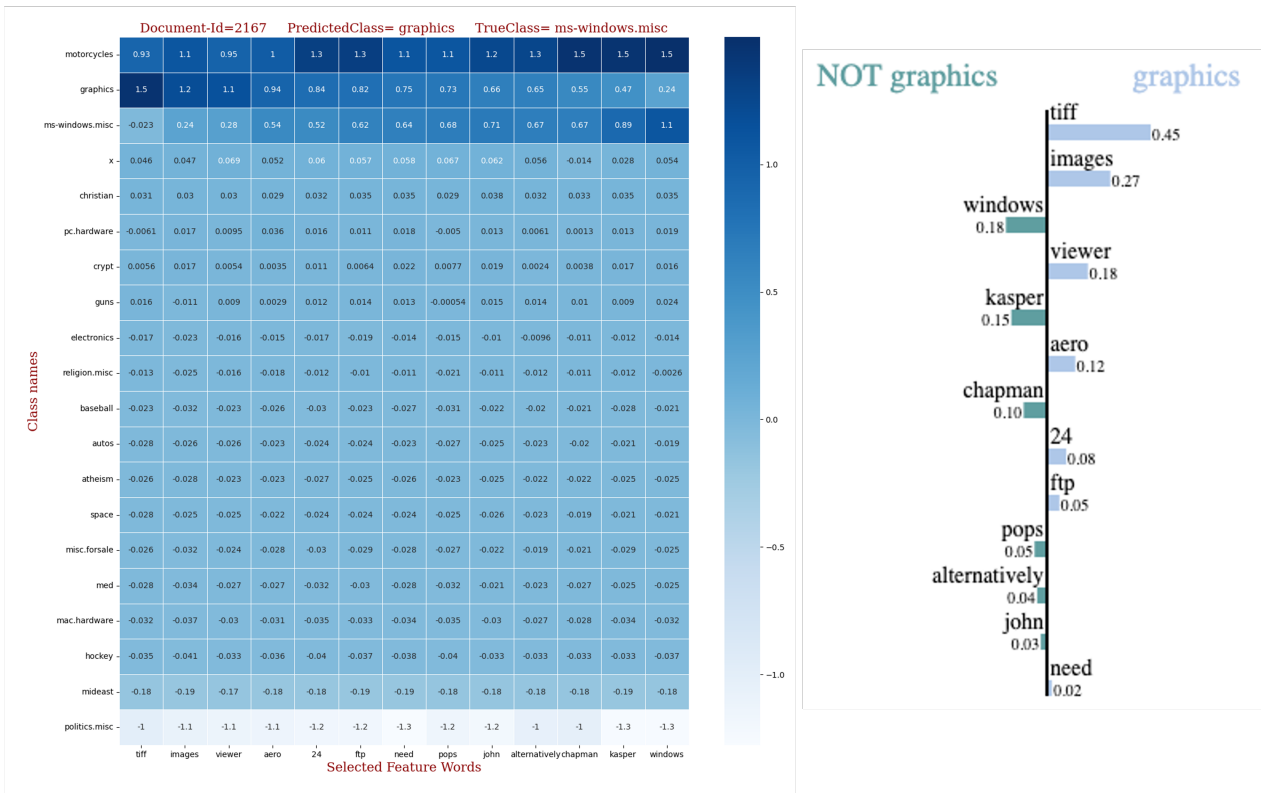 Document-Id=2167 PredictedClass= graphics TrueClass= ms-windows.misc
Class names
motorcycles 0.93 1.1 0.95 1 1.3 1.3 1.1 1.1 1.2 1.3 1.5 1.5 1.5
graphics 1.5 1.2 1.1 0.94 0.84 0.82 0.75 0.73 0.66 0.65 0.55 0.47 0.24
ms-windows.misc -0.023 0.24 0.28 0.54 0.52 0.62 0.64 0.68 0.71 0.67 0.67 0.89 1.1
x 0.046 0.047 0.069 0.052 0.06 0.057 0.058 0.067 0.062 0.056 -0.014 0.028 0.054
christian 0.031 0.03 0.03 0.029 0.032 0.035 0.035 0.029 0.038 0.032 0.033 0.035 0.035
pc.hardware -0.0061 0.017 0.0095 0.036 0.016 0.011 0.018 -0.005 0.013 0.0061 0.0013 0.013 0.019
crypt 0.0056 0.017 0.0054 0.0035 0.011 0.0064 0.022 0.0077 0.019 0.0024 0.0038 0.017 0.016
guns 0.016 -0.011 0.009 0.0029 0.012 0.014 0.013 -0.00054 0.015 0.014 0.01 0.009 0.024
electronics -0.017 -0.023 -0.016 -0.015 -0.017 -0.019 -0.014 -0.015 -0.01 -0.0096 -0.011 -0.012 -0.014
religion.misc -0.013 -0.025 -0.016 -0.018 -0.012 -0.01 -0.011 -0.021 -0.011 -0.012 -0.011 -0.012 -0.0026
baseball -0.023 -0.032 -0.023 -0.026 -0.03 -0.023 -0.027 -0.031 -0.022 -0.02 -0.021 -0.028 -0.021
autos -0.028 -0.026 -0.026 -0.023 -0.024 -0.024 -0.023 -0.027 -0.025 -0.023 -0.02 -0.021 -0.019
atheism -0.026 -0.028 -0.023 -0.023 -0.027 -0.025 -0.026 -0.023 -0.025 -0.022 -0.022 -0.025 -0.025
space -0.028 -0.025 -0.025 -0.022 -0.024 -0.024 -0.024 -0.025 -0.026 -0.023 -0.019 -0.021 -0.021
misc.forsale -0.026 -0.032 -0.024 -0.028 -0.03 -0.029 -0.028 -0.027 -0.022 -0.019 -0.021 -0.029 -0.025
med -0.028 -0.034 -0.027 -0.027 -0.032 -0.03 -0.028 -0.032 -0.021 -0.023 -0.027 -0.025 -0.025
mac.hardware -0.032 -0.037 -0.03 -0.031 -0.035 -0.033 -0.034 -0.035 -0.03 -0.027 -0.028 -0.034 -0.032
hockey -0.035 -0.041 -0.033 -0.036 -0.04 -0.037 -0.038 -0.04 -0.033 -0.033 -0.033 -0.033 -0.037
mideast -0.18 -0.19 -0.17 -0.18 -0.18 -0.19 -0.19 -0.18 -0.18 -0.18 -0.18 -0.19 -0.18
politics.misc -1 -1.1 -1.1 -1.1 -1.2 -1.2 -1.3 -1.2 -1.2 -1 -1 -1.3 -1.3
tiff images viewer aero 24 ftp need pops john alternatively chapman kasper windows
Selected Feature Words
1.0
0.5
0.0
−0.5
−1.0
NOT graphics graphics
tiff
0.45
images
0.27
windows
0.18
viewer
0.18
kasper
0.15
aero
0.12
chapman
0.10
24
0.08
ftp
0.05
pops
0.05
alternatively
0.04
john
0.03
need
0.02